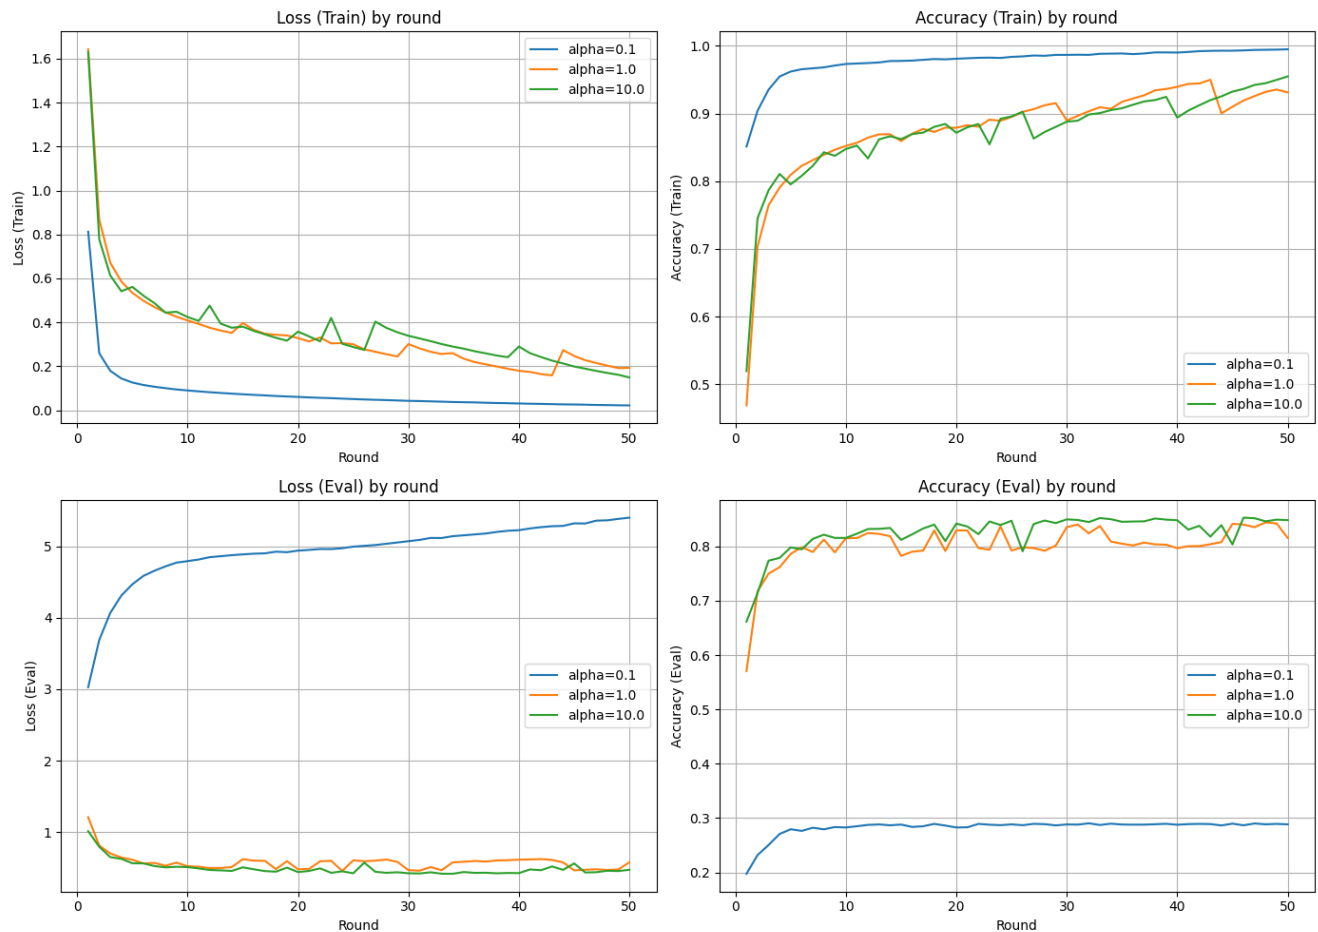 Loss (Train) by round
Loss (Train)
1.6
1.4
1.2
1.0
0.8
0.6
0.4
0.2
0.0
alpha=0.1
alpha=1.0
alpha=10.0
0 10 20 30 40 50
Round
Accuracy (Train) by round
Accuracy (Train)
1.0
0.9
0.8
0.7
0.6
0.5
alpha=0.1
alpha=1.0
alpha=10.0
0 10 20 30 40 50
Round
Loss (Eval) by round
Loss (Eval)
5
4
3
2
1
alpha=0.1
alpha=1.0
alpha=10.0
0 10 20 30 40 50
Round
Accuracy (Eval) by round
Accuracy (Eval)
0.8
0.7
0.6
0.5
0.4
0.3
0.2
alpha=0.1
alpha=1.0
alpha=10.0
0 10 20 30 40 50
Round